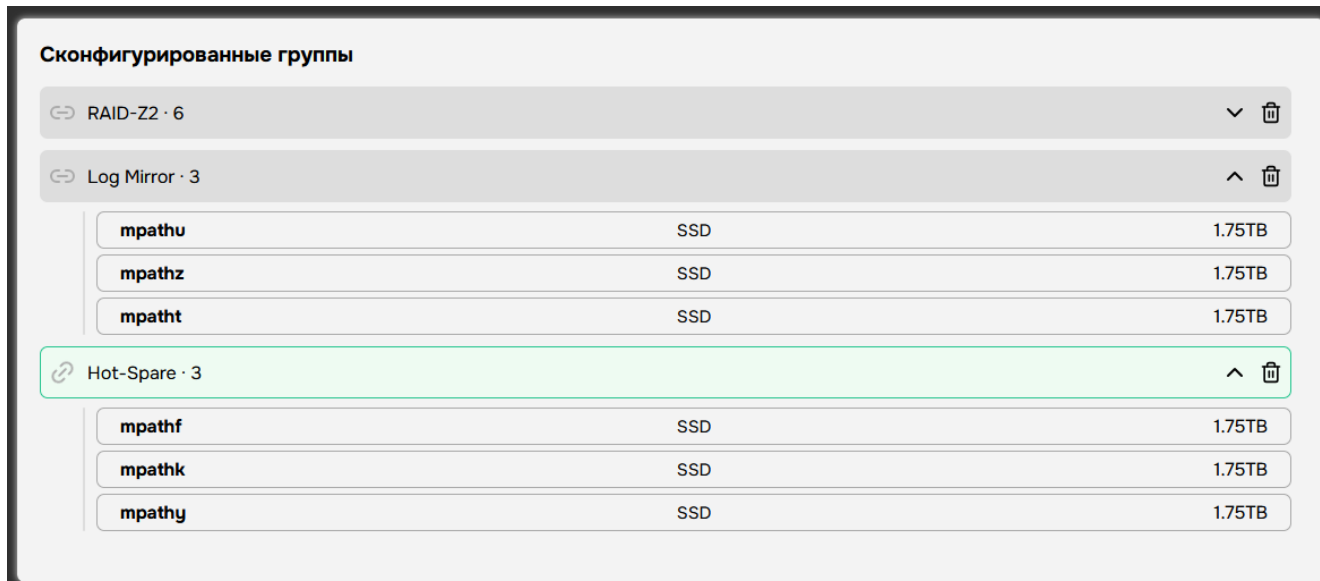 Сконфигурированные группы
RAID-Z2 · 6
Log Mirror · 3
mpathu SSD 1.75TB
mpathz SSD 1.75TB
mpatht SSD 1.75TB
Hot-Spare · 3
mpathf SSD 1.75TB
mpathk SSD 1.75TB
mpathy SSD 1.75TB